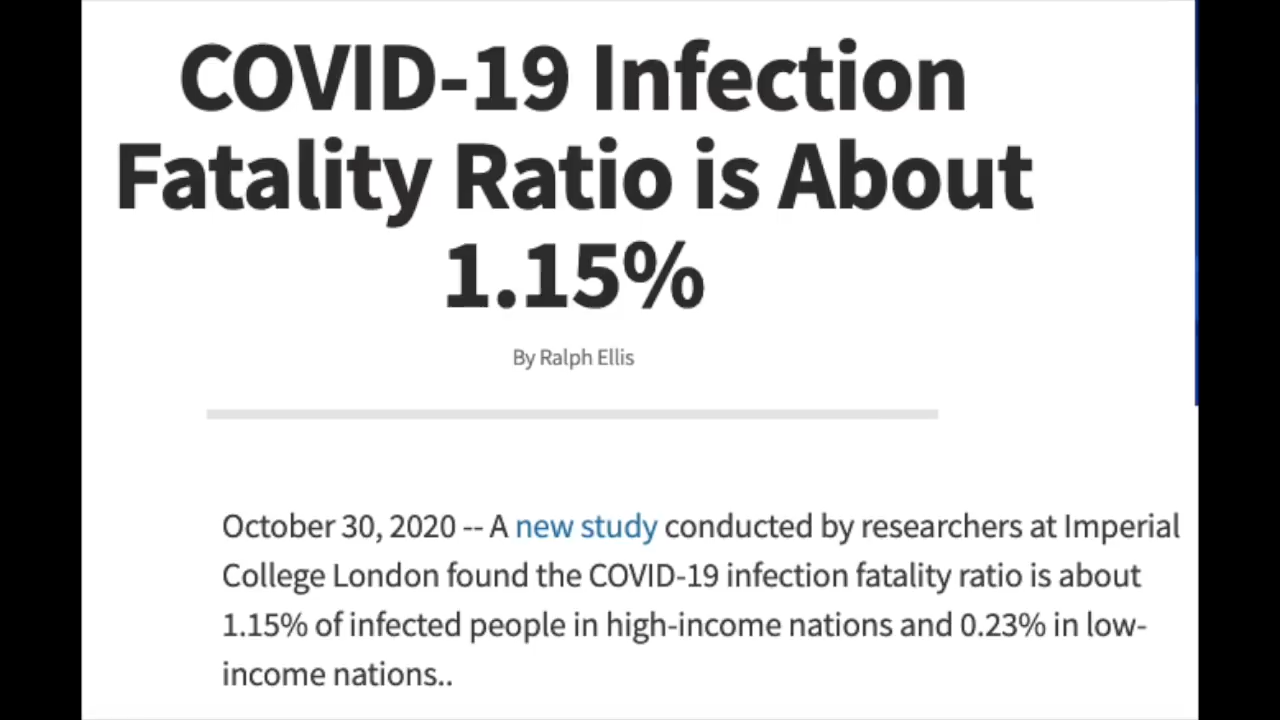 COVID-19 Infection
Fatality Ratio is About
1.15%
By Ralph Ellis
October 30, 2020 -- A new study conducted by researchers at Imperial
College London found the COVID-19 infection fatality ratio is about
1.15% of infected people in high-income nations and 0.23% in low-
income nations..